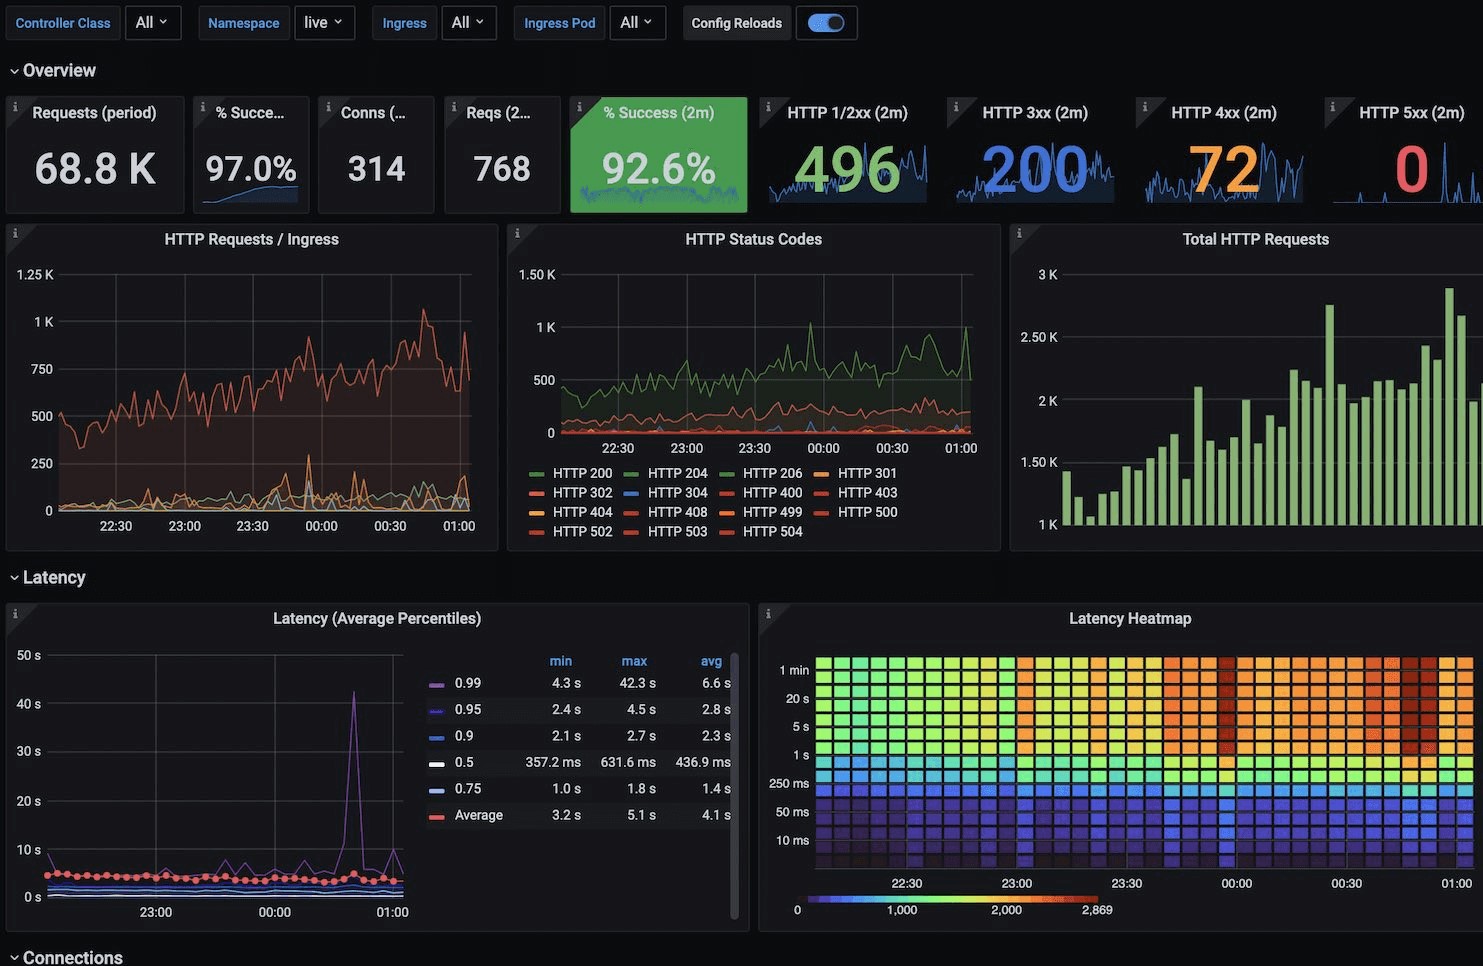 Controller Class All Namespace live Ingress All Ingress Pod All Config Reloads
Overview
Requests (period) % Succe... Conns (... Reqs (2... % Success (2m) HTTP 1/2xx (2m) HTTP 3xx (2m) HTTP 4xx (2m) HTTP 5xx (2m)
68.8 K 97.0% 314 768 92.6% 496 200 72 0
HTTP Requests / Ingress
1.25 K
1 K
750
500
250
0
22:30 23:00 23:30 00:00 00:30 01:00
HTTP Status Codes
1.50 K
1 K
500
0
22:30 23:00 23:30 00:00 00:30 01:00
HTTP 200 HTTP 204 HTTP 206 HTTP 301
HTTP 302 HTTP 304 HTTP 400 HTTP 403
HTTP 404 HTTP 408 HTTP 499 HTTP 500
HTTP 502 HTTP 503 HTTP 504
Total HTTP Requests
3 K
2.50 K
2 K
1.50 K
1 K
Latency
Latency (Average Percentiles)
50 s
40 s
30 s
20 s
10 s
0 s
23:00 00:00 01:00
min max avg
0.99 4.3 s 42.3 s 6.6 s
0.95 2.4 s 4.5 s 2.8 s
0.9 2.1 s 2.7 s 2.3 s
0.5 357.2 ms 631.6 ms 436.9 ms
0.75 1.0 s 1.8 s 1.4 s
Average 3.2 s 5.1 s 4.1 s
Latency Heatmap
1 min
20 s
5 s
1 s
250 ms
50 ms
10 ms
22:30 23:00 23:30 00:00 00:30 01:00
0 1,000 2,000 2,869
Connections